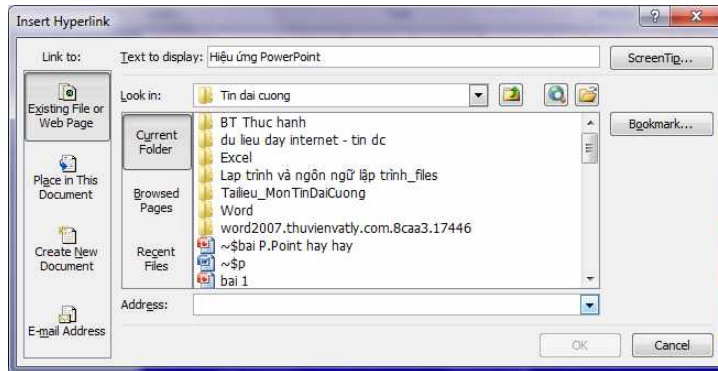 Insert Hyperlink
Link to:
Text to display: Hiệu ứng PowerPoint
ScreenTip...
Existing File or
Web Page
Place in This
Document
Create New
Document
E-mail Address
Look in:
Tin dai cuong
Current
Folder
Browsed
Pages
Recent
Files
BT Thuc hanh
du lieu day internet - tin dc
Excel
Lap trình và ngôn ngữ lập trình_files
Tailieu_MonTinDaiCuong
Word
word2007.thuvienvatly.com.8caa3.17446
~$bai P.Point hay hay
~$p
bai 1
Bookmark...
Address:
OK
Cancel